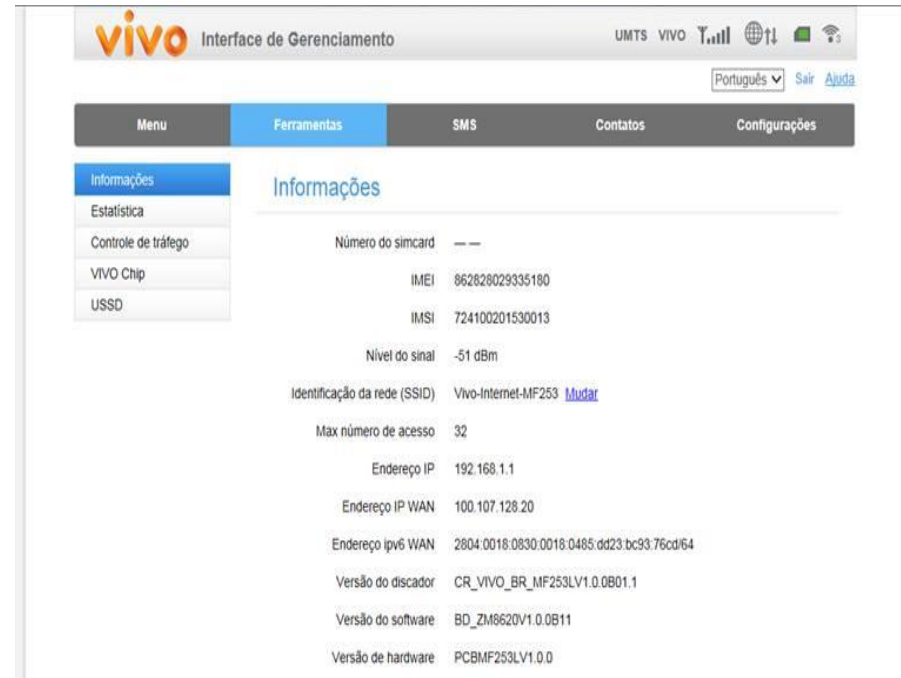 vivo Interface de Gerenciamento UMTS VIVO 3
Português Sair Ajuda
Menu Ferramentas SMS Contatos Configurações
Informações
Estatística
Controle de tráfego
VIVO Chip
USSD
Informações
Número do simcard — —
IMEI 862828029335180
IMSI 724100201530013
Nível do sinal -51 dBm
Identificação da rede (SSID) Vivo-Internet-MF253 Mudar
Max número de acesso 32
Endereço IP 192.168.1.1
Endereço IP WAN 100.107.128.20
Endereço ipv6 WAN 2804:0018:0830:0018:0485:dd23:bc93:76cd/64
Versão do discador CR_VIVO_BR_MF253LV1.0.0B01.1
Versão do software BD_ZM8620V1.0.0B11
Versão de hardware PCBMF253LV1.0.0